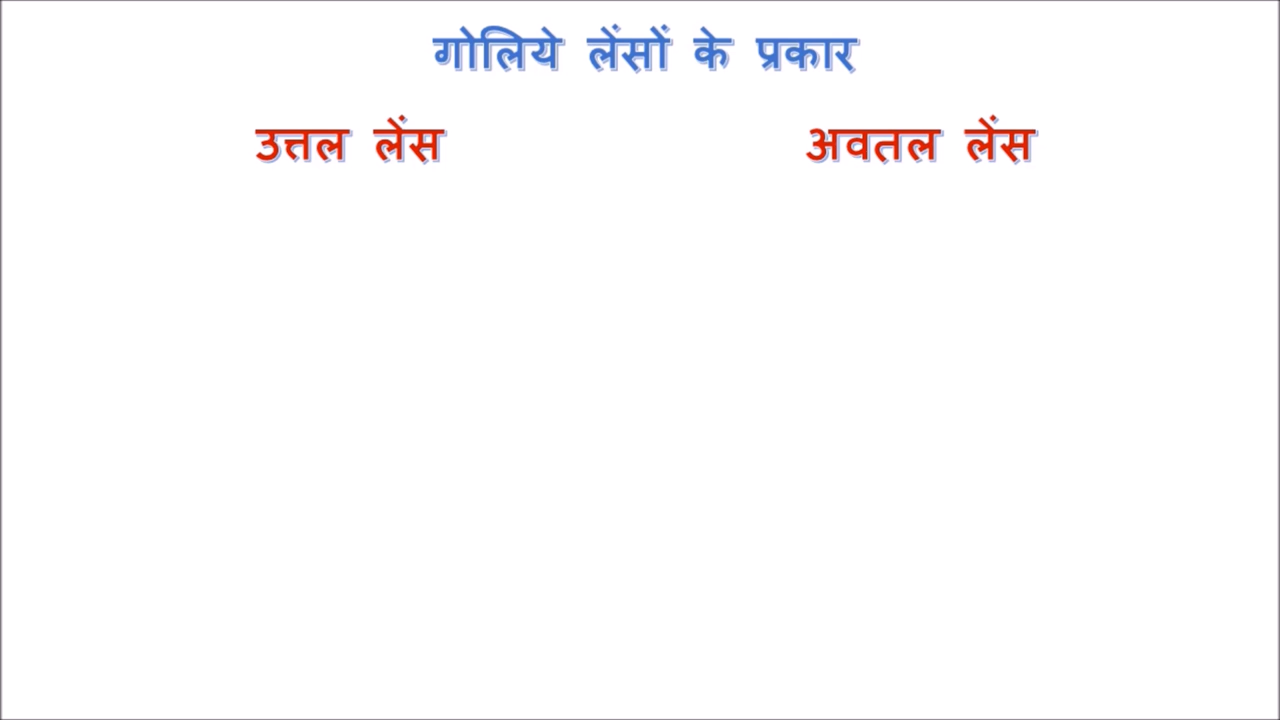 गोलिये लेंसों के प्रकार
उत्तल लेंस
अवतल लेंस